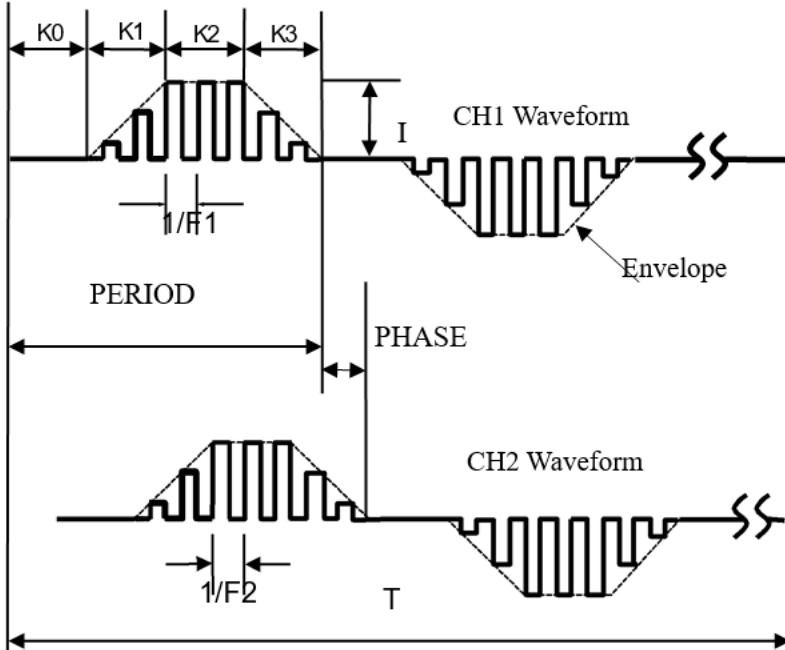 K0 K1 K2 K3
I
CH1 Waveform
1/F1
Envelope
PERIOD
PHASE
CH2 Waveform
1/F2
T